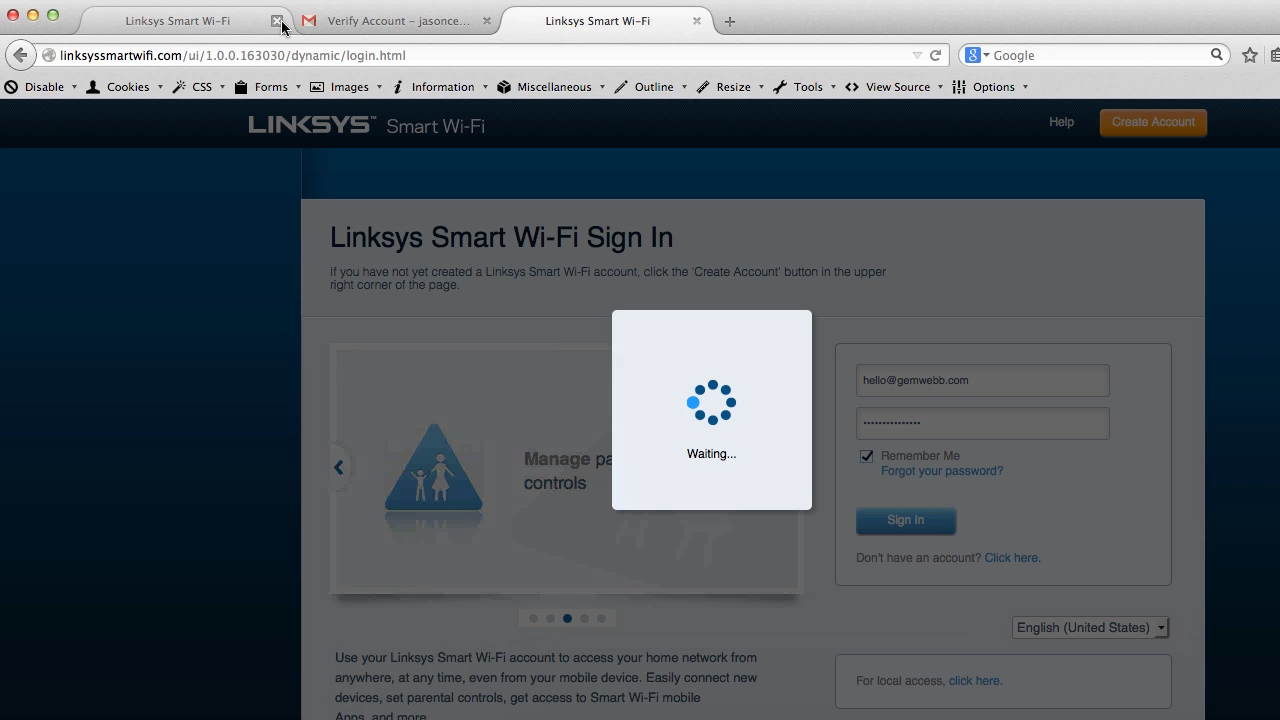 Linksys Smart Wi-Fi
Verify Account – jasonce...
Linksys Smart Wi-Fi
linksyssmartwifi.com/ui/1.0.0.163030/dynamic/login.html
Google
Disable
Cookies
CSS
Forms
Images
Information
Miscellaneous
Outline
Resize
Tools
View Source
Options
LINKSYS™ Smart Wi-Fi
Help
Create Account
Linksys Smart Wi-Fi Sign In
If you have not yet created a Linksys Smart Wi-Fi account, click the 'Create Account' button in the upper
right corner of the page.
Manage pa
controls
Waiting...
hello@gemwebb.com
•••••••••••••••
Remember Me
Forgot your password?
Sign In
Don't have an account? Click here.
English (United States)
Use your Linksys Smart Wi-Fi account to access your home network from
anywhere, at any time, even from your mobile device. Easily connect new
devices, set parental controls, get access to Smart Wi-Fi mobile
Apps, and more.
For local access, click here.